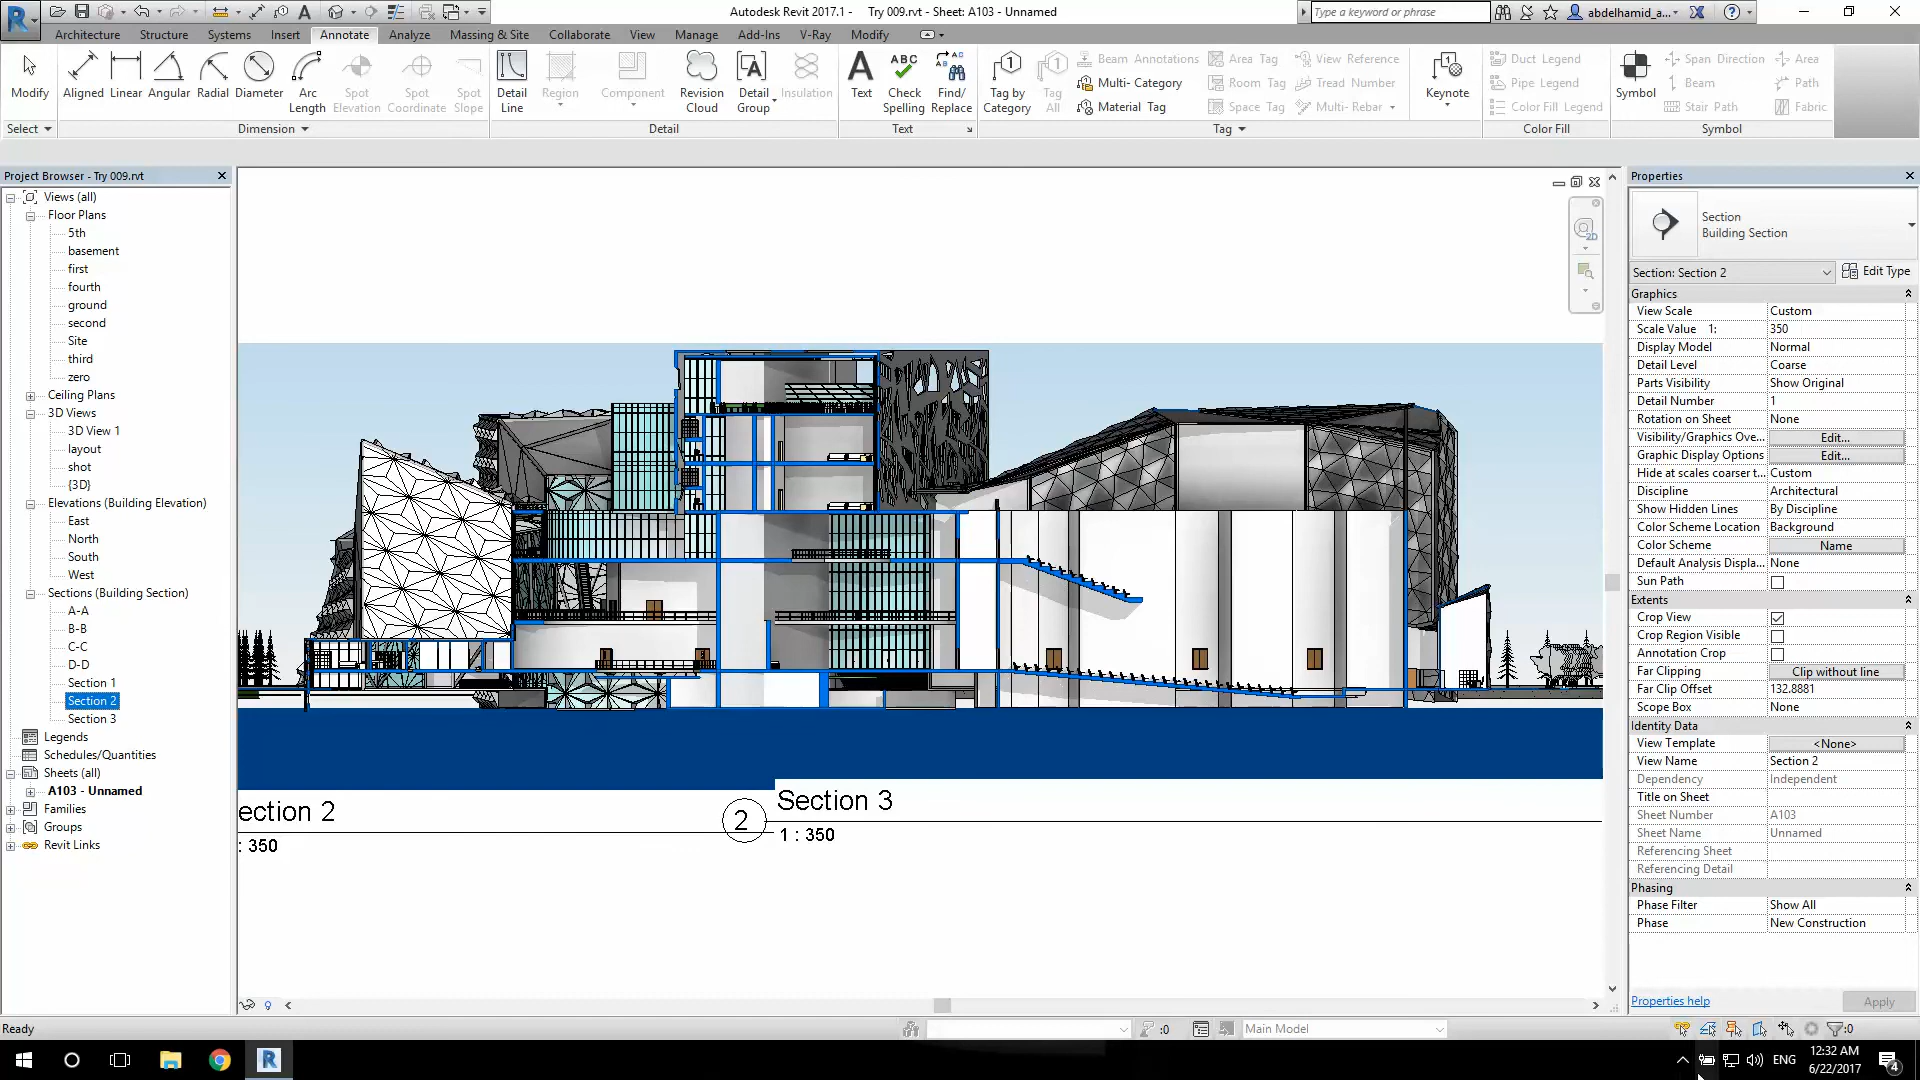 Autodesk Revit 2017.1 - Try 009.rvt - Sheet: A103 - Unnamed
Type a keyword or phrase
abdelhamid_a...
Architecture Structure Systems Insert Annotate Analyze Massing & Site Collaborate View Manage Add-Ins V-Ray Modify
Modify Aligned Linear Angular Radial Diameter Arc Length Spot Elevation Spot Coordinate Spot Slope Detail Line Region Component Revision Cloud Detail Group Insulation Text Check Spelling Find/ Replace Tag by Category Tag All
Beam Annotations Area Tag View Reference
Multi- Category Room Tag Tread Number
Material Tag Space Tag Multi- Rebar
Keynote
Duct Legend
Pipe Legend
Color Fill Legend
Symbol
Span Direction Area
Beam Path
Stair Path Fabric
Select Dimension Detail Text Tag Color Fill Symbol
Project Browser - Try 009.rvt
Views (all)
Floor Plans
5th
basement
first
fourth
ground
second
Site
third
zero
Ceiling Plans
3D Views
3D View 1
layout
shot
{3D}
Elevations (Building Elevation)
East
North
South
West
Sections (Building Section)
A-A
B-B
C-C
D-D
Section 1
Section 2
Section 3
Legends
Schedules/Quantities
Sheets (all)
A103 - Unnamed
Families
Groups
Revit Links
2D
ection 2
: 350
2
Section 3
1 : 350
Properties
Section
Building Section
Section: Section 2 Edit Type
Graphics
View Scale Custom
Scale Value 1: 350
Display Model Normal
Detail Level Coarse
Parts Visibility Show Original
Detail Number 1
Rotation on Sheet None
Visibility/Graphics Ove... Edit...
Graphic Display Options Edit...
Hide at scales coarser t... Custom
Discipline Architectural
Show Hidden Lines By Discipline
Color Scheme Location Background
Color Scheme Name
Default Analysis Displa... None
Sun Path
Extents
Crop View
Crop Region Visible
Annotation Crop
Far Clipping Clip without line
Far Clip Offset 132.8881
Scope Box None
Identity Data
View Template <None>
View Name Section 2
Dependency Independent
Title on Sheet
Sheet Number A103
Sheet Name Unnamed
Referencing Sheet
Referencing Detail
Phasing
Phase Filter Show All
Phase New Construction
Properties help Apply
Ready
:0
Main Model
:0
ENG
12:32 AM
6/22/2017
4